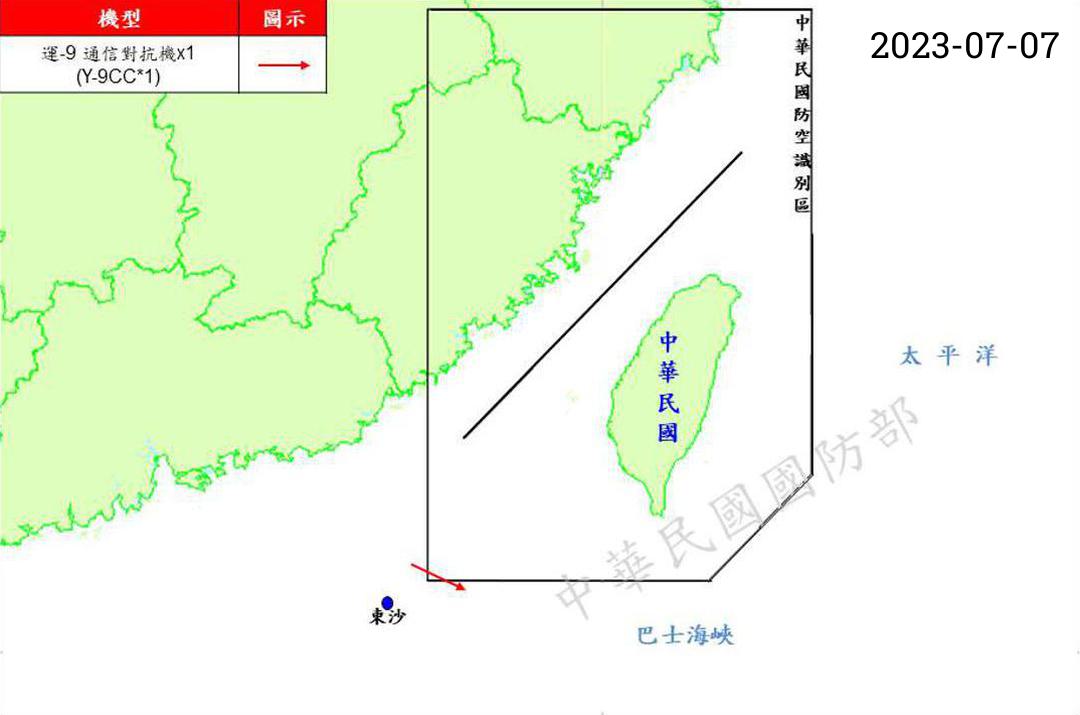 機型 圖示
運-9 通信對抗機x1
(Y-9CC*1)
2023-07-07
中華民國防空識別區
中華民國
太平洋
中華民國國防部
東沙
巴士海峽